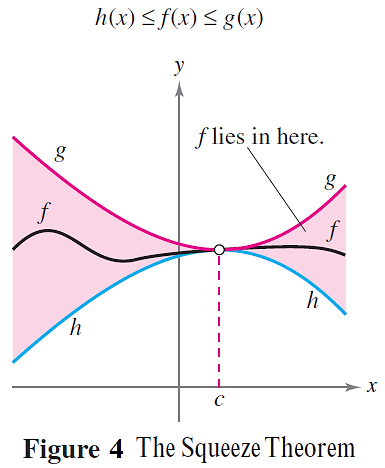 h(x) ≤ f(x) ≤ g(x)
y
f lies in here.
g
g
f
f
h
h
c
x
Figure 4 The Squeeze Theorem